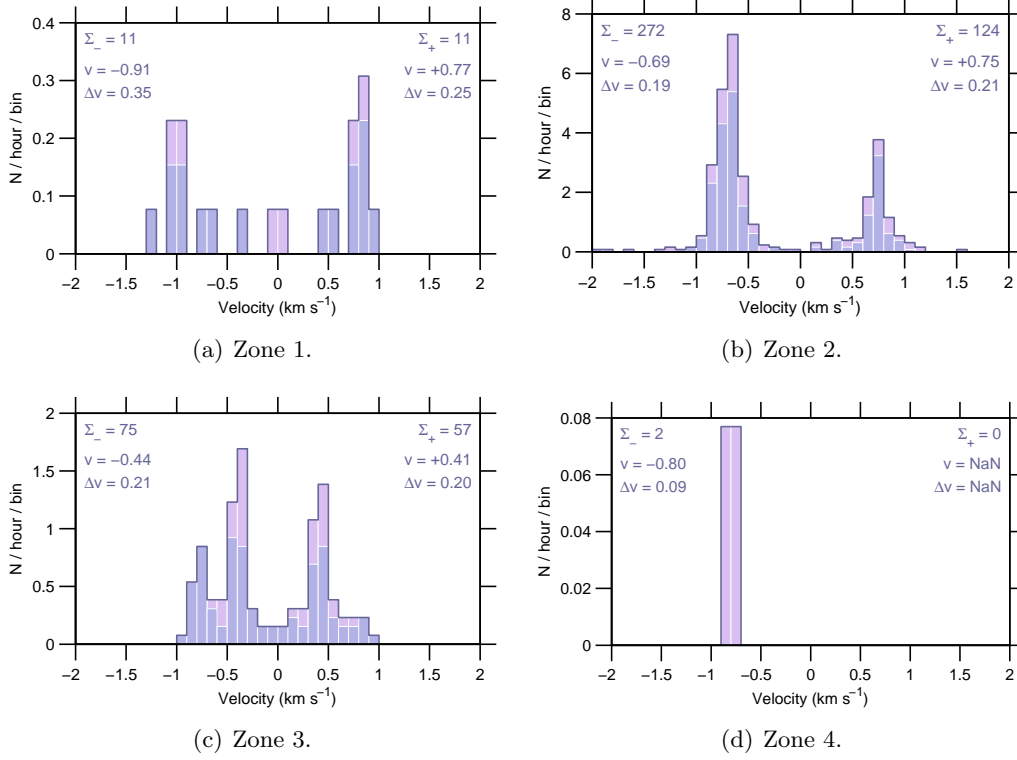 0.4
0.3
0.2
0.1
0
N / hour / bin
Σ− = 11
v = −0.91
Δv = 0.35
Σ+ = 11
v = +0.77
Δv = 0.25
−2 −1.5 −1 −0.5 0 0.5 1 1.5 2
Velocity (km s−1)
(a) Zone 1.
8
6
4
2
0
N / hour / bin
Σ− = 272
v = −0.69
Δv = 0.19
Σ+ = 124
v = +0.75
Δv = 0.21
−2 −1.5 −1 −0.5 0 0.5 1 1.5 2
Velocity (km s−1)
(b) Zone 2.
2
1.5
1
0.5
0
N / hour / bin
Σ− = 75
v = −0.44
Δv = 0.21
Σ+ = 57
v = +0.41
Δv = 0.20
−2 −1.5 −1 −0.5 0 0.5 1 1.5 2
Velocity (km s−1)
(c) Zone 3.
0.08
0.06
0.04
0.02
0
N / hour / bin
Σ− = 2
v = −0.80
Δv = 0.09
Σ+ = 0
v = NaN
Δv = NaN
−2 −1.5 −1 −0.5 0 0.5 1 1.5 2
Velocity (km s−1)
(d) Zone 4.